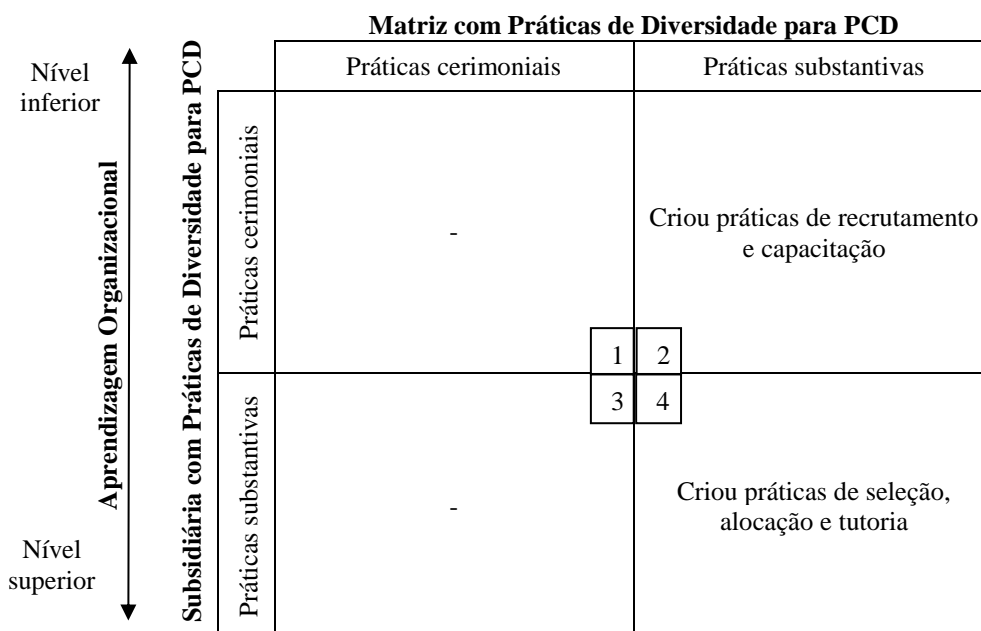 Matriz com Práticas de Diversidade para PCD
Práticas cerimoniais
Práticas substantivas
Nível
inferior
Aprendizagem Organizacional
Nível
superior
Subsidiária com Práticas de Diversidade para PCD
Práticas cerimoniais
-
Criou práticas de recrutamento
e capacitação
1
2
3
4
Práticas substantivas
-
Criou práticas de seleção,
alocação e tutoria